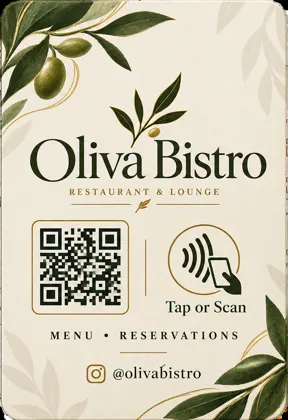 Oliva Bistro
RESTAURANT & LOUNGE
Tap or Scan
MENU • RESERVATIONS
@olivabistro